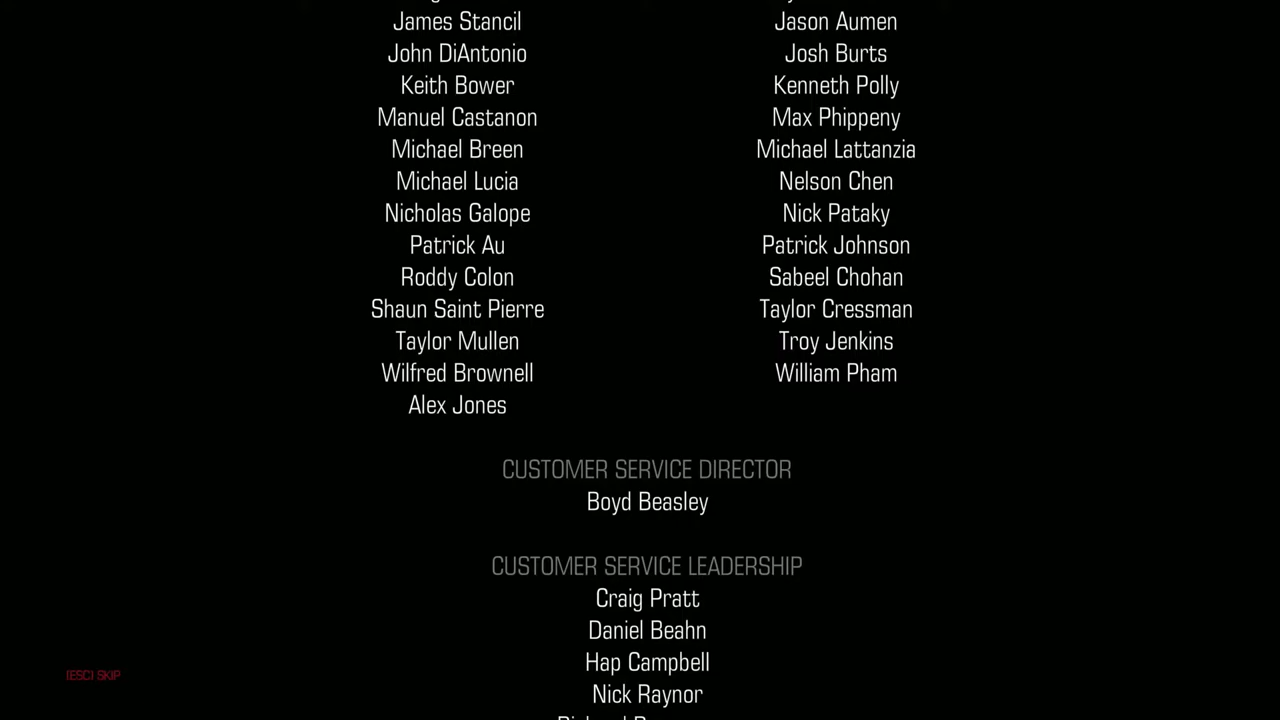 James Stancil
Jason Aumen
John DiAntonio
Josh Burts
Keith Bower
Kenneth Polly
Manuel Castanon
Max Phippeny
Michael Breen
Michael Lattanzia
Michael Lucia
Nelson Chen
Nicholas Galope
Nick Pataky
Patrick Au
Patrick Johnson
Roddy Colon
Sabeel Chohan
Shaun Saint Pierre
Taylor Cressman
Taylor Mullen
Troy Jenkins
Wilfred Brownell
William Pham
Alex Jones
CUSTOMER SERVICE DIRECTOR
Boyd Beasley
CUSTOMER SERVICE LEADERSHIP
Craig Pratt
Daniel Beahn
Hap Campbell
[ESC] SKIP
Nick Raynor